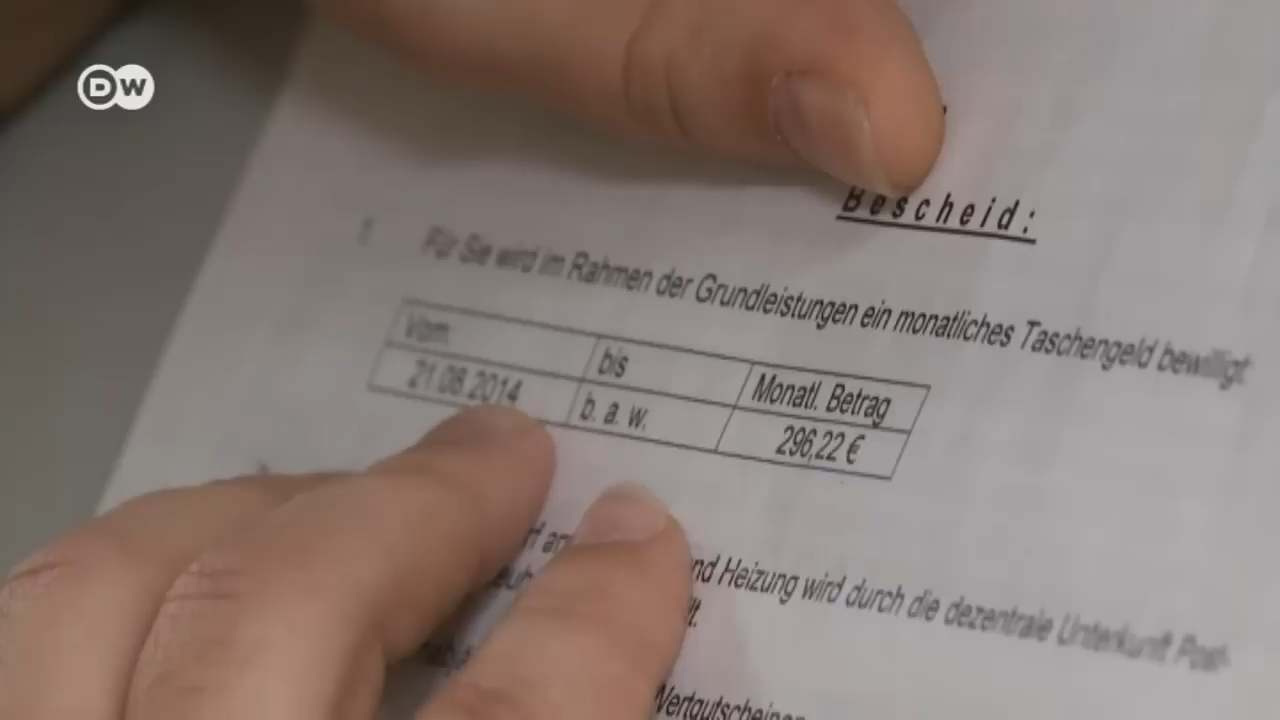 DW
Bescheid:
1 Für Sie wird im Rahmen der Grundleistungen ein monatliches Taschengeld bewilligt
Vom bis Monatl. Betrag
21.08.2014 b. a. w. 296,22 €
Heizung wird durch die dezentrale Unterkunft Post-
Wertgutscheinen